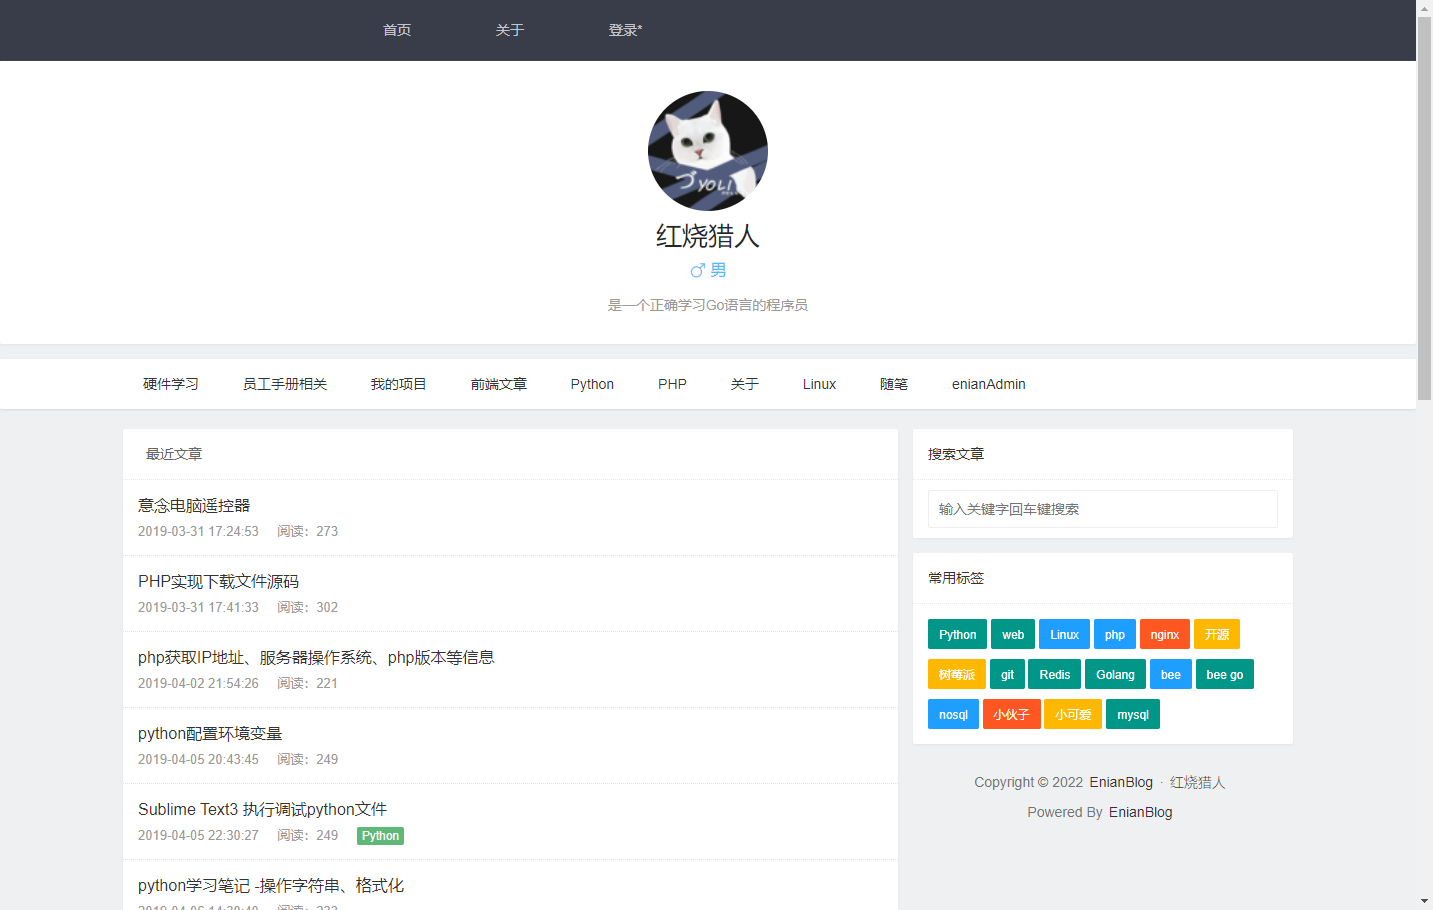 首页 关于 登录*
YOLI
红烧猎人
♂ 男
是一个正确学习Go语言的程序员
硬件学习 员工手册相关 我的项目 前端文章 Python PHP 关于 Linux 随笔 enianAdmin
最近文章
意念电脑遥控器
2019-03-31 17:24:53 阅读：273
PHP实现下载文件源码
2019-03-31 17:41:33 阅读：302
php获取IP地址、服务器操作系统、php版本等信息
2019-04-02 21:54:26 阅读：221
python配置环境变量
2019-04-05 20:43:45 阅读：249
Sublime Text3 执行调试python文件
2019-04-05 22:30:27 阅读：249 Python
python学习笔记 -操作字符串、格式化
搜索文章
输入关键字回车键搜索
常用标签
Python web Linux php nginx 开源
树莓派 git Redis Golang bee bee go
nosql 小伙子 小可爱 mysql
Copyright © 2022 EnianBlog · 红烧猎人
Powered By EnianBlog